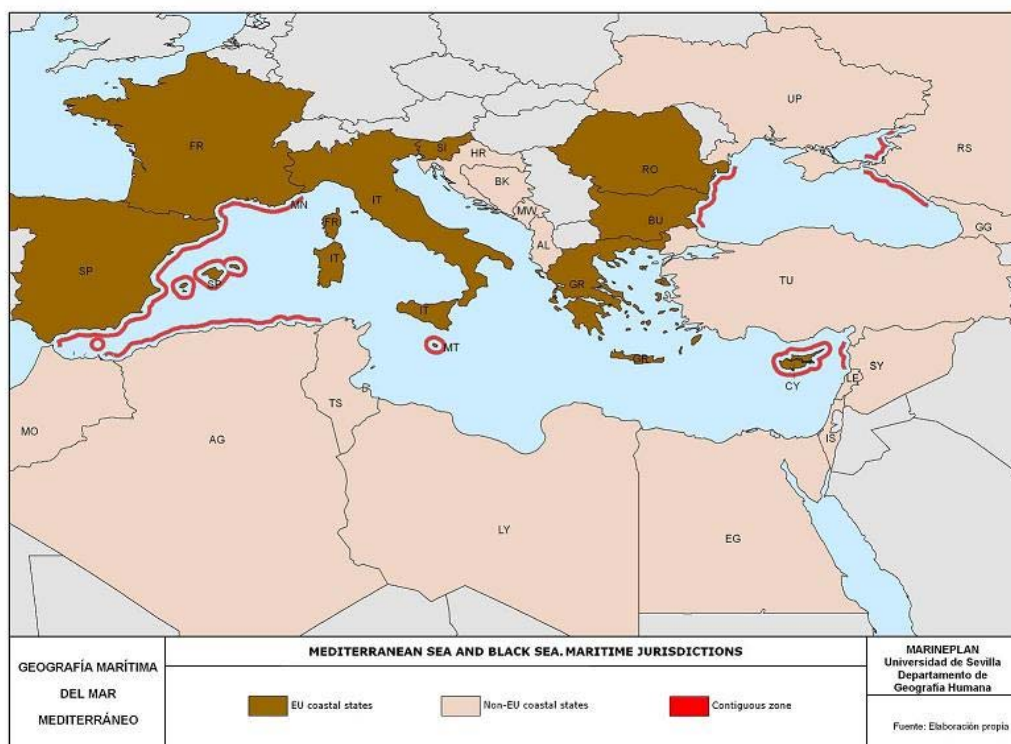 UP
FR
SI
HR
RS
RO
BK
MN
IT
MW
BU
FR
GG
AL
SP
IT
GR
TU
SP
IT
MT
GR
CY
LE
SY
TS
MO
AG
IS
LY
EG
GEOGRAFÍA MARÍTIMA
DEL MAR
MEDITERRÁNEO
MEDITERRANEAN SEA AND BLACK SEA. MARITIME JURISDICTIONS
EU coastal states
Non-EU coastal states
Contiguous zone
MARINEPLAN
Universidad de Sevilla
Departamento de
Geografía Humana
Fuente: Elaboración propia